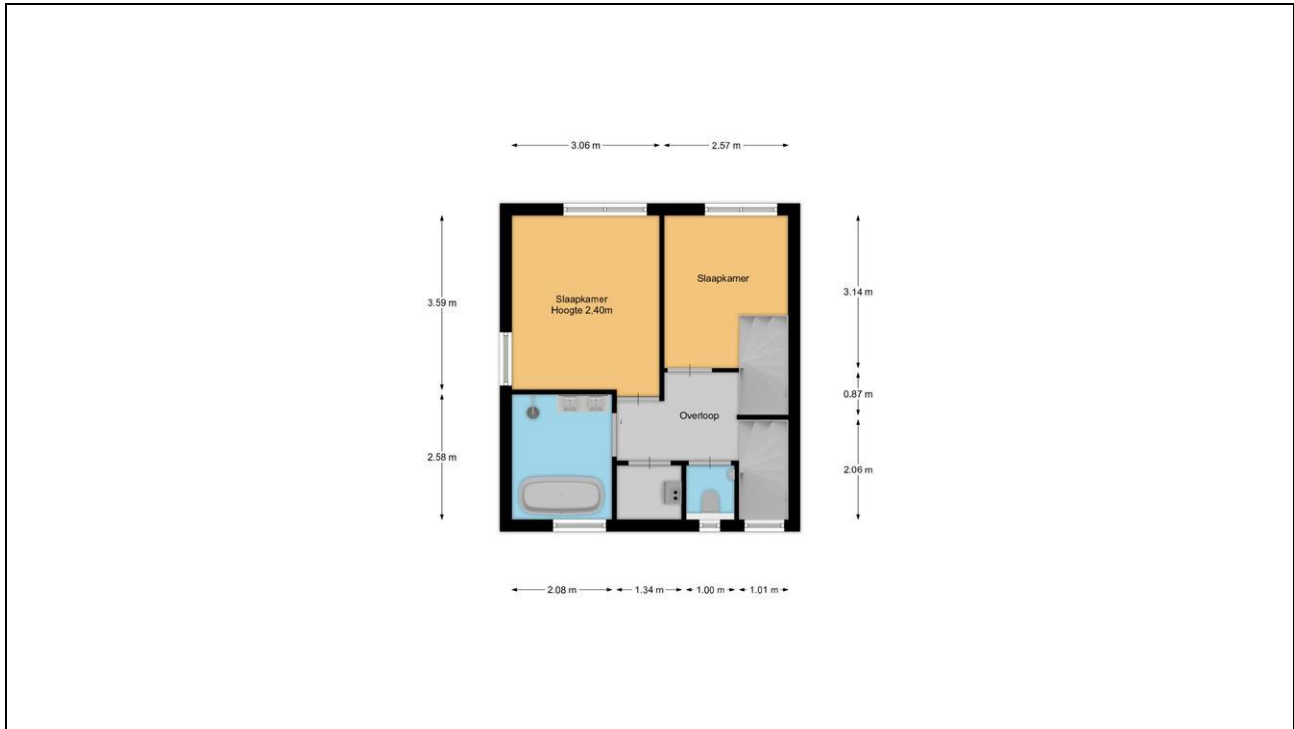 3.06 m
2.57 m
3.59 m
Slaapkamer
Hoogte 2,40m
Slaapkamer
3.14 m
0.87 m
Overloop
2.58 m
2.06 m
2.08 m
1.34 m
1.00 m
1.01 m